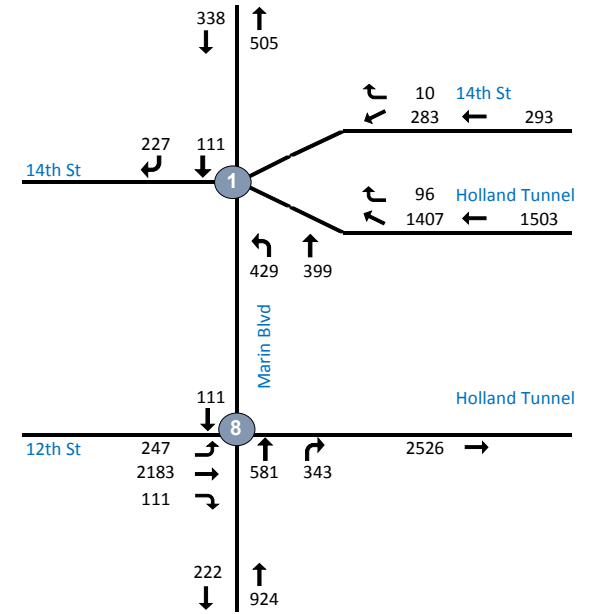 338
505
10 14th St
283 293
227 111
14th St
1
96 Holland Tunnel
1407 1503
429 399
Marin Blvd
111
Holland Tunnel
8
12th St 247 2526
2183 581 343
111
222
924